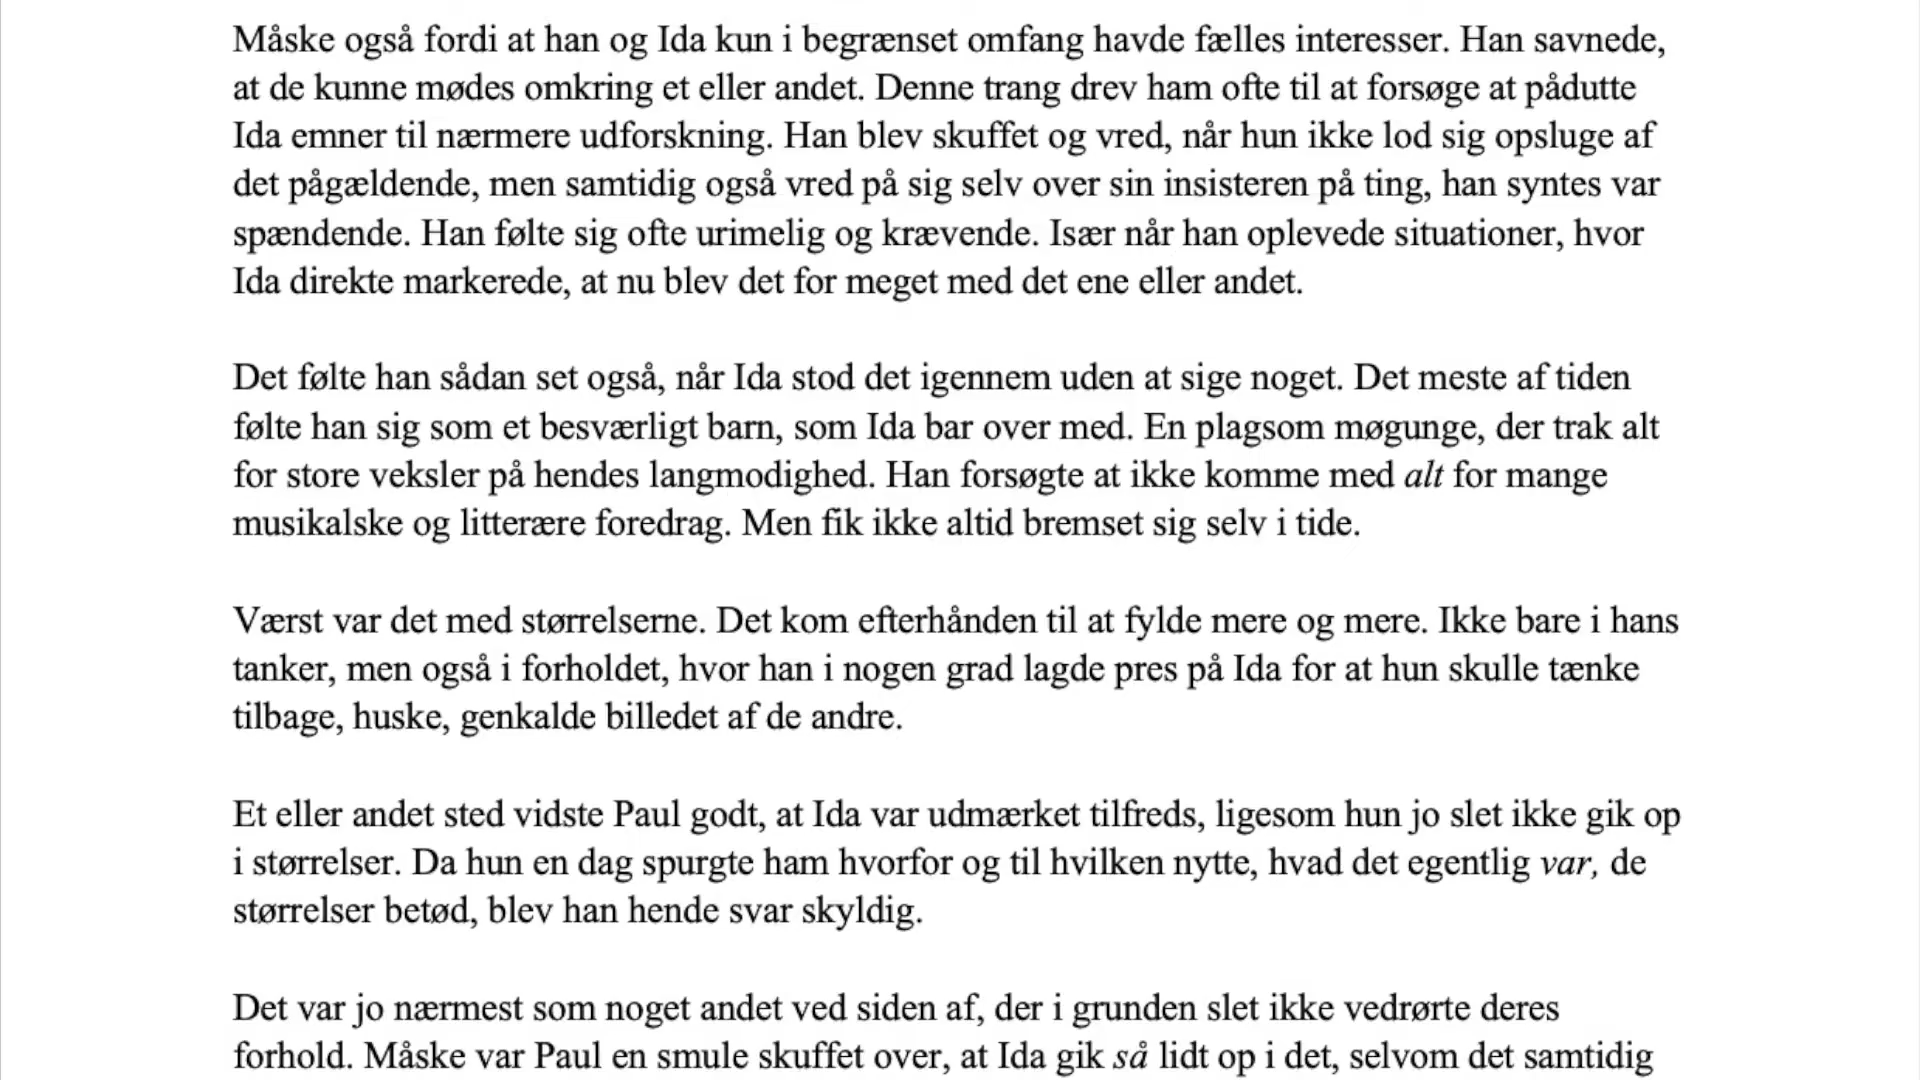 Måske også fordi at han og Ida kun i begrænset omfang havde fælles interesser. Han savnede,
at de kunne mødes omkring et eller andet. Denne trang drev ham ofte til at forsøge at pådutte
Ida emner til nærmere udforskning. Han blev skuffet og vred, når hun ikke lod sig opsluge af
det pågældende, men samtidig også vred på sig selv over sin insisteren på ting, han syntes var
spændende. Han følte sig ofte urimelig og krævende. Især når han oplevede situationer, hvor
Ida direkte markerede, at nu blev det for meget med det ene eller andet.
Det følte han sådan set også, når Ida stod det igennem uden at sige noget. Det meste af tiden
følte han sig som et besværligt barn, som Ida bar over med. En plagsom møgunge, der trak alt
for store veksler på hendes langmodighed. Han forsøgte at ikke komme med alt for mange
musikalske og litterære foredrag. Men fik ikke altid bremset sig selv i tide.
Værst var det med størrelserne. Det kom efterhånden til at fylde mere og mere. Ikke bare i hans
tanker, men også i forholdet, hvor han i nogen grad lagde pres på Ida for at hun skulle tænke
tilbage, huske, genkalde billedet af de andre.
Et eller andet sted vidste Paul godt, at Ida var udmærket tilfreds, ligesom hun jo slet ikke gik op
i størrelser. Da hun en dag spurgte ham hvorfor og til hvilken nytte, hvad det egentlig var, de
størrelser betød, blev han hende svar skyldig.
Det var jo nærmest som noget andet ved siden af, der i grunden slet ikke vedrørte deres
forhold. Måske var Paul en smule skuffet over, at Ida gik så lidt op i det, selvom det samtidig